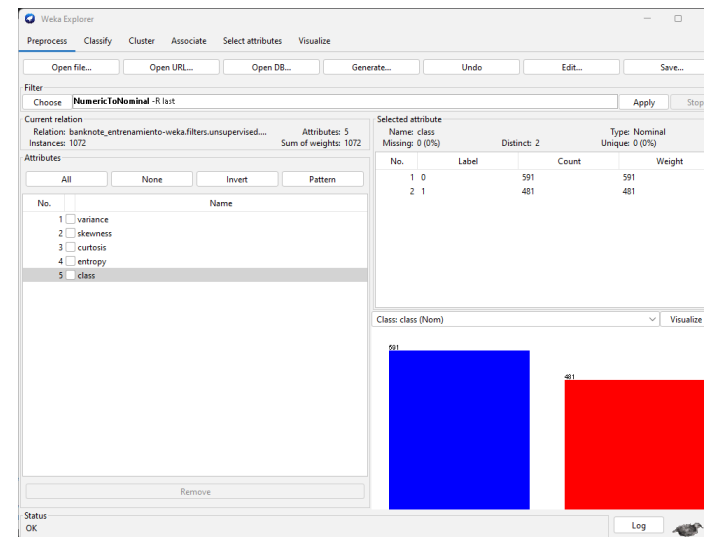 Weka Explorer
Preprocess Classify Cluster Associate Select attributes Visualize
Open file... Open URL... Open DB... Generate... Undo Edit... Save...
Filter
Choose NumericToNominal -R last Apply Stop
Current relation
Relation: banknote_entrenamiento-weka.filters.unsupervised.... Attributes: 5
Instances: 1072 Sum of weights: 1072
Attributes
All None Invert Pattern
No. Name
1 variance
2 skewness
3 curtosis
4 entropy
5 class
Remove
Selected attribute
Name: class Type: Nominal
Missing: 0 (0%) Distinct: 2 Unique: 0 (0%)
No. Label Count Weight
1 0 591 591
2 1 481 481
Class: class (Nom) Visualize
591
481
Status
OK
Log